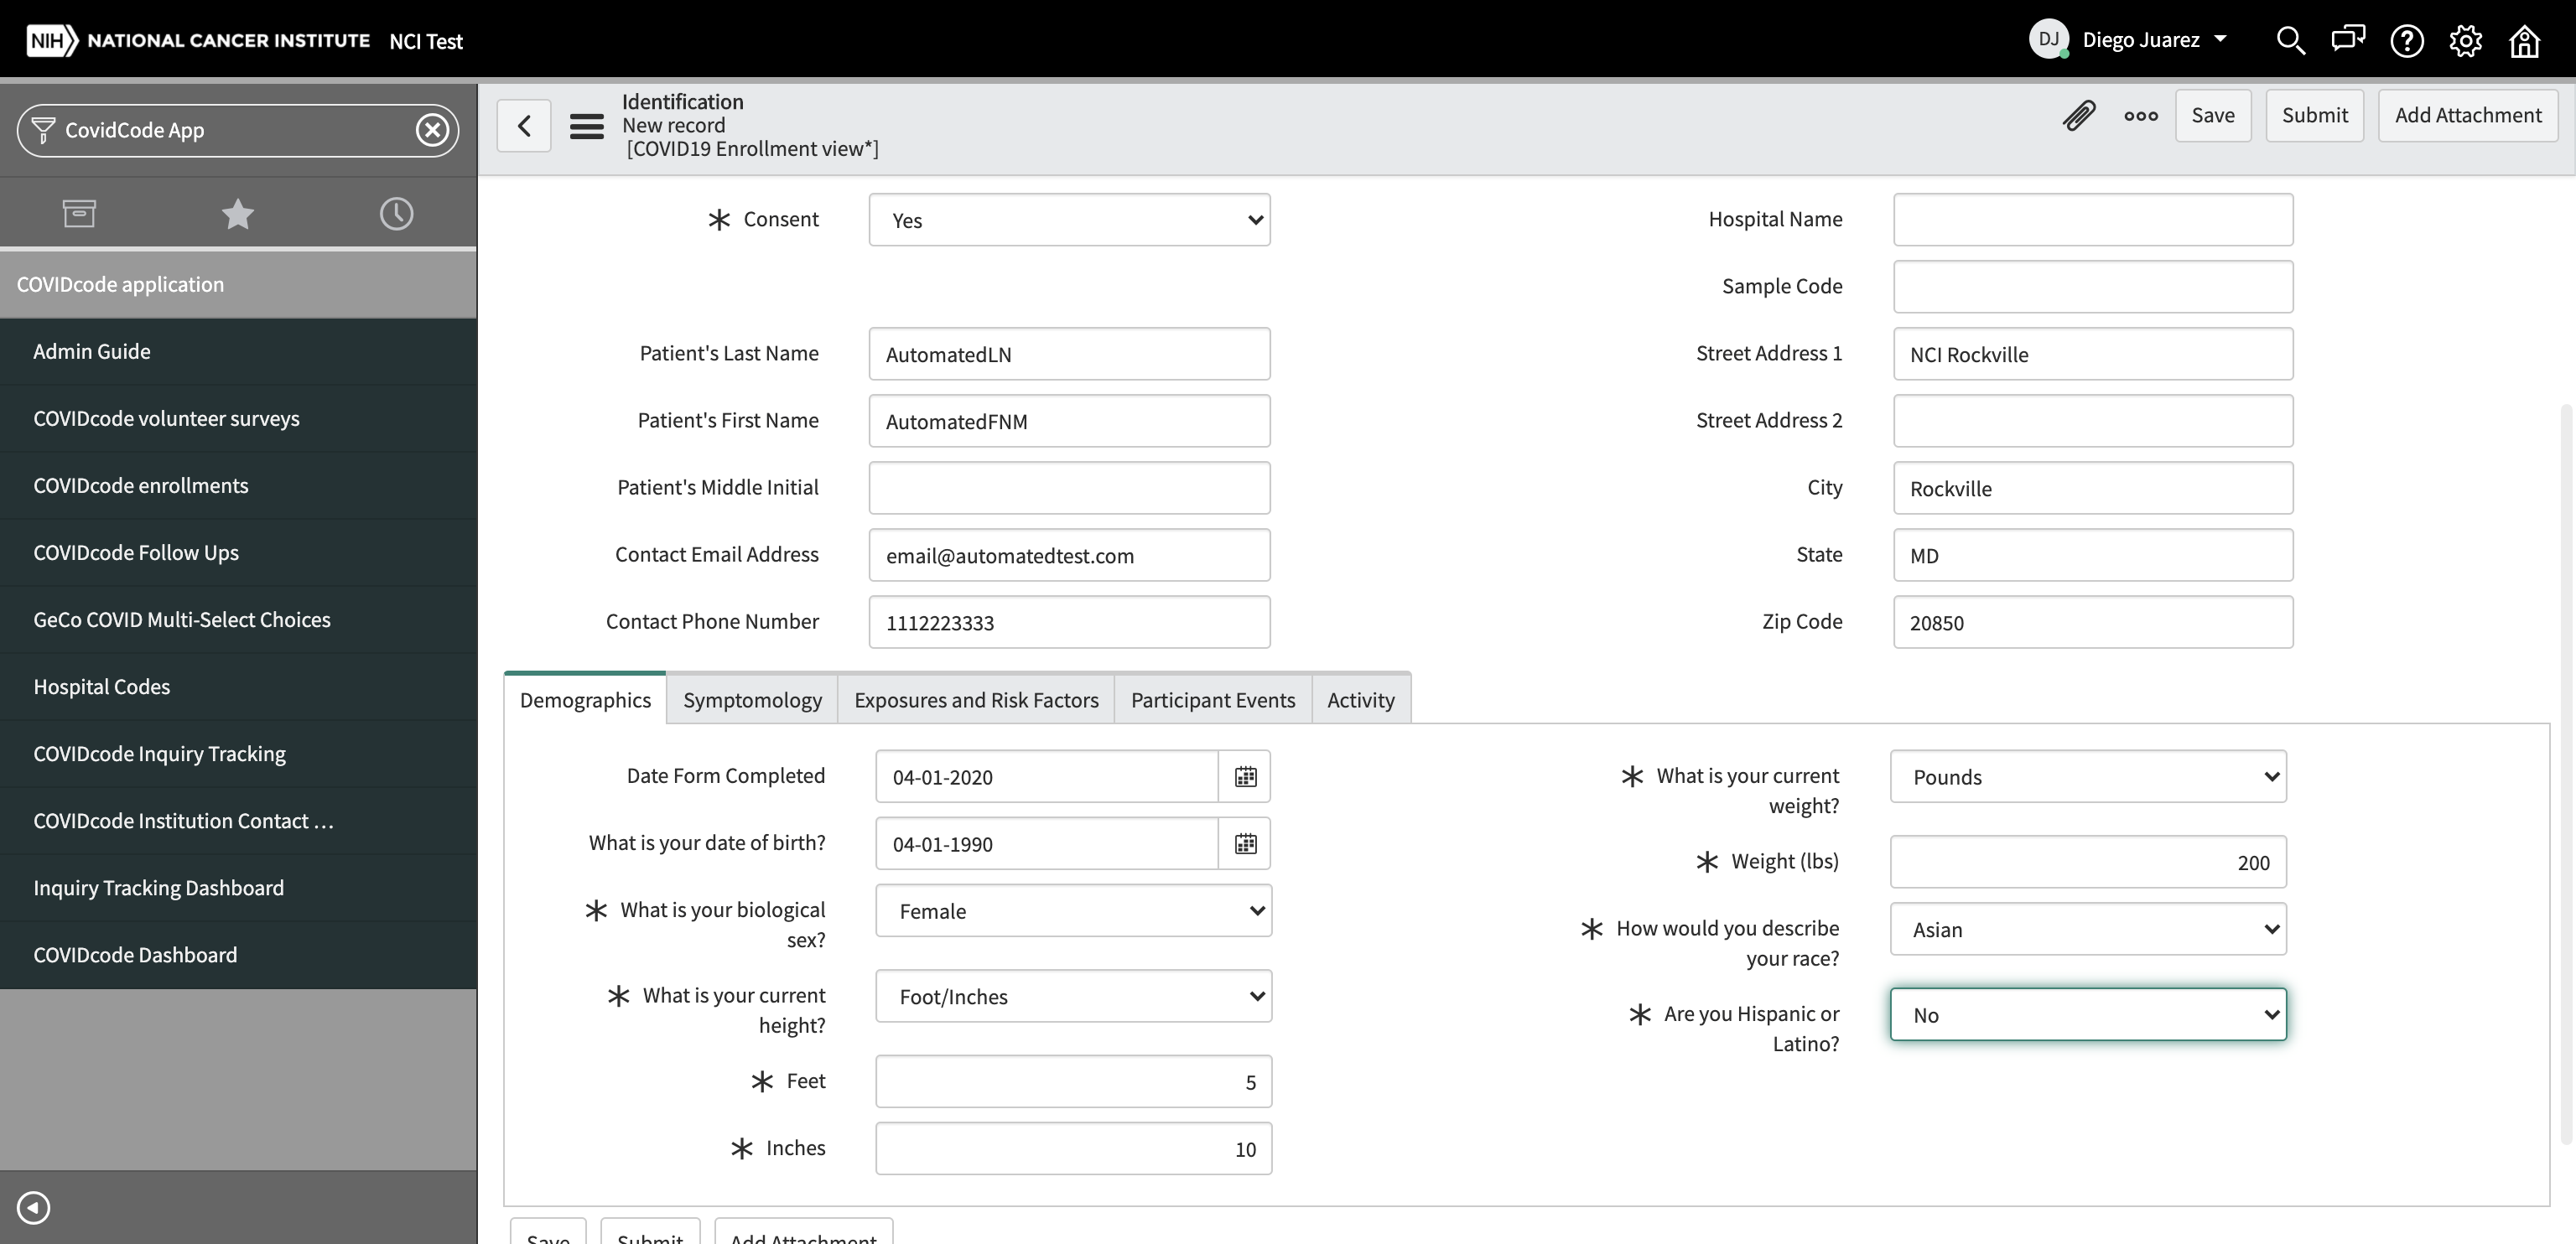 NIH NATIONAL CANCER INSTITUTE NCI Test
DJ Diego Juarez
CovidCode App
Identification
New record
[COVID19 Enrollment view*]
Save Submit Add Attachment
COVIDcode application
Admin Guide
COVIDcode volunteer surveys
COVIDcode enrollments
COVIDcode Follow Ups
GeCo COVID Multi-Select Choices
Hospital Codes
COVIDcode Inquiry Tracking
COVIDcode Institution Contact ...
Inquiry Tracking Dashboard
COVIDcode Dashboard
* Consent Yes
Patient's Last Name AutomatedLN
Patient's First Name AutomatedFNM
Patient's Middle Initial
Contact Email Address email@automatedtest.com
Contact Phone Number 1112223333
Hospital Name
Sample Code
Street Address 1 NCI Rockville
Street Address 2
City Rockville
State MD
Zip Code 20850
Demographics Symptomology Exposures and Risk Factors Participant Events Activity
Date Form Completed 04-01-2020
What is your date of birth? 04-01-1990
* What is your biological Female
sex?
* What is your current Foot/Inches
height?
* Feet 5
* Inches 10
* What is your current Pounds
weight?
* Weight (lbs) 200
* How would you describe Asian
your race?
* Are you Hispanic or No
Latino?
Save Submit Add Attachment